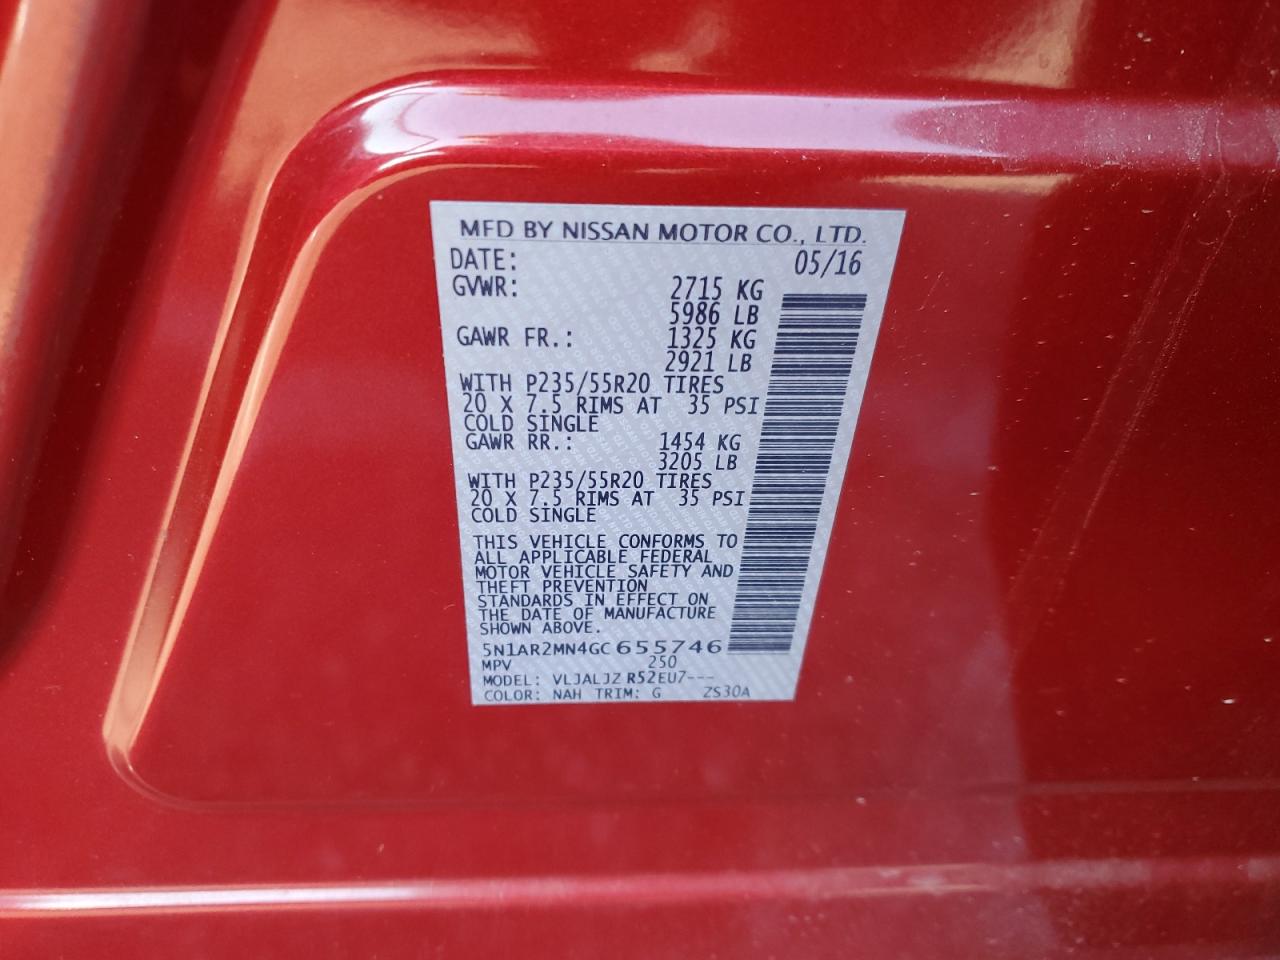 MFD BY NISSAN MOTOR CO., LTD.
DATE: 05/16
GVWR: 2715 KG
5986 LB
GAWR FR.: 1325 KG
2921 LB
WITH P235/55R20 TIRES
20 X 7.5 RIMS AT 35 PSI
COLD SINGLE
GAWR RR.: 1454 KG
3205 LB
WITH P235/55R20 TIRES
20 X 7.5 RIMS AT 35 PSI
COLD SINGLE
THIS VEHICLE CONFORMS TO
ALL APPLICABLE FEDERAL
MOTOR VEHICLE SAFETY AND
THEFT PREVENTION
STANDARDS IN EFFECT ON
THE DATE OF MANUFACTURE
SHOWN ABOVE.
5N1AR2MN4GC655746
MPV 250
MODEL: VLJALJZ R52EU7---
COLOR: NAH TRIM: G ZS30A